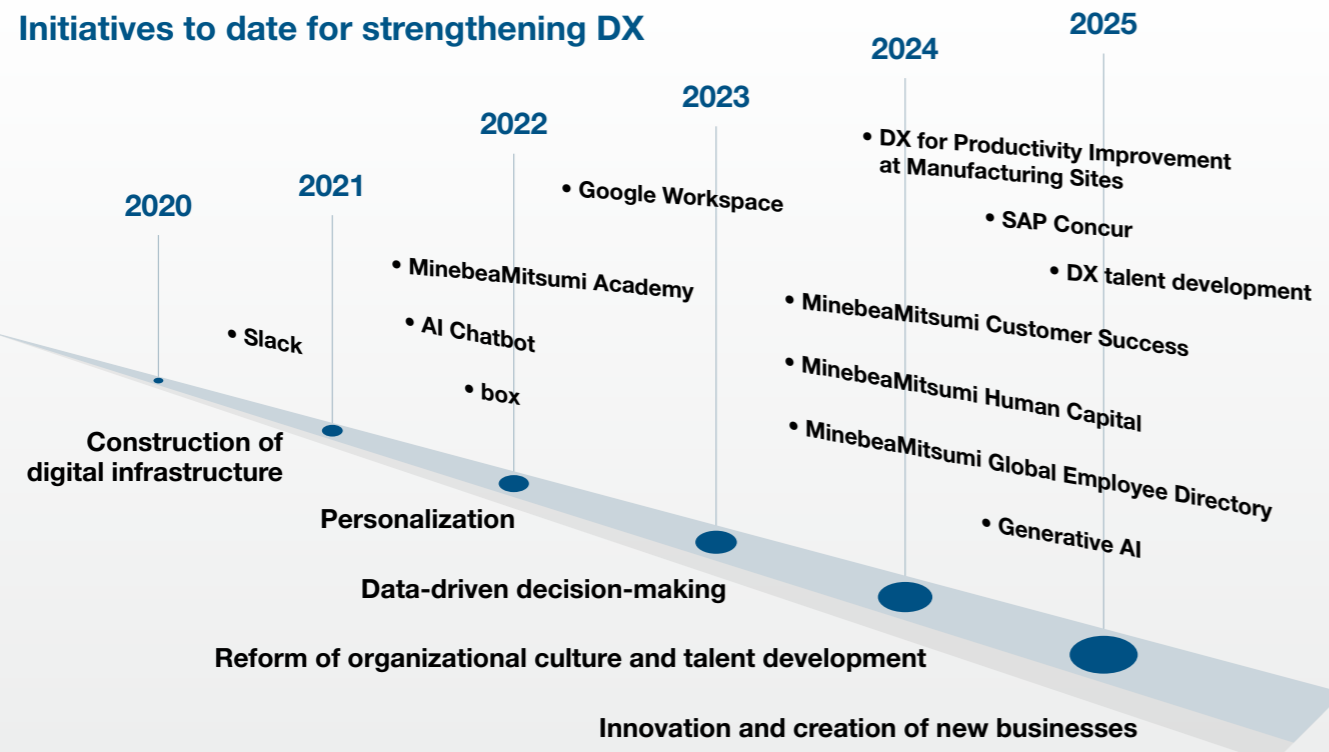 Initiatives to date for strengthening DX
2020
2021
2022
2023
2024
2025
• Slack
• MinebeaMitsumi Academy
• AI Chatbot
• box
• Google Workspace
• DX for Productivity Improvement
at Manufacturing Sites
• SAP Concur
• DX talent development
• MinebeaMitsumi Customer Success
• MinebeaMitsumi Human Capital
• MinebeaMitsumi Global Employee Directory
• Generative AI
Construction of
digital infrastructure
Personalization
Data-driven decision-making
Reform of organizational culture and talent development
Innovation and creation of new businesses